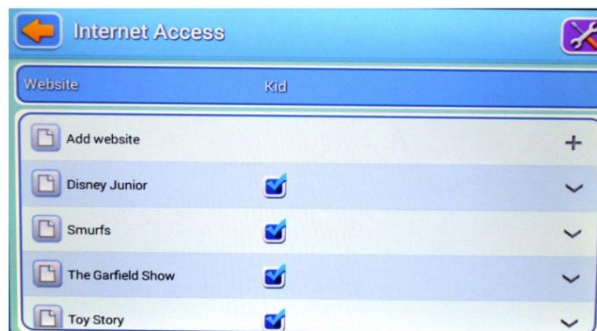 Internet Access
Website Kid
Add website
Disney Junior
Smurfs
The Garfield Show
Toy Story